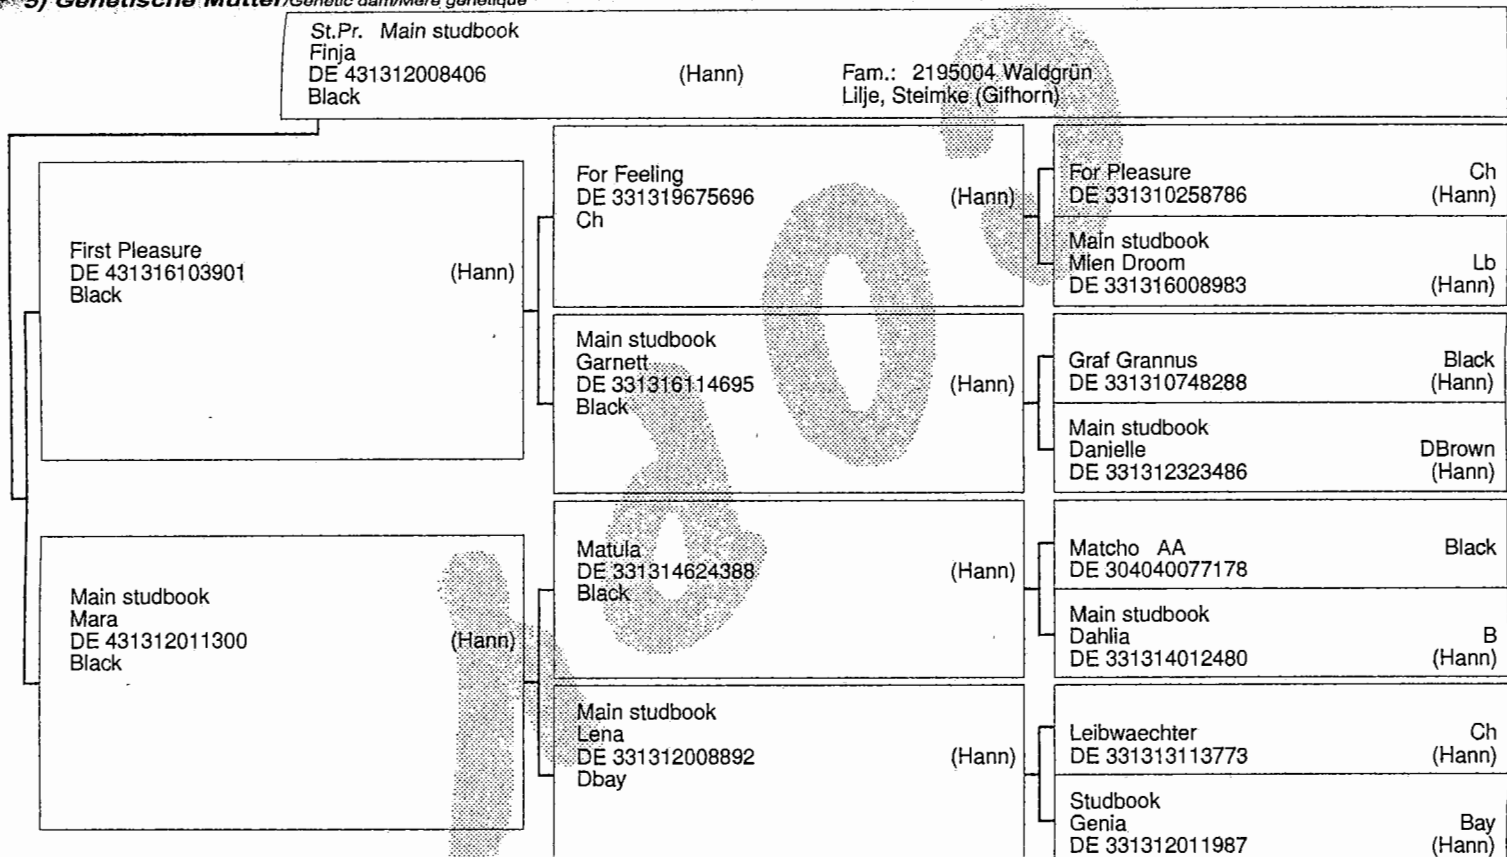 5) Genetische Mutter/Genetic dam/Mère génétique
St.Pr. Main studbook
Finja
DE 431312008406 (Hann) Fam.: 2195004 Waldgrün
Black Lilje, Steimke (Gifhorn)
First Pleasure
DE 431316103901 (Hann)
Black
Main studbook
Mara
DE 431312011300 (Hann)
Black
For Feeling
DE 331319675696 (Hann)
Ch
Main studbook
Garnett
DE 331316114695 (Hann)
Black
Matula
DE 331314624388 (Hann)
Black
Main studbook
Lena
DE 331312008892 (Hann)
Dbay
For Pleasure Ch
DE 331310258786 (Hann)
Main studbook
Mien Droom Lb
DE 331316008983 (Hann)
Graf Grannus Black
DE 331310748288 (Hann)
Main studbook
Danielle DBrown
DE 331312323486 (Hann)
Matcho AA Black
DE 304040077178
Main studbook
Dahlia B
DE 331314012480 (Hann)
Leibwaechter Ch
DE 331313113773 (Hann)
Studbook
Genia Bay
DE 331312011987 (Hann)